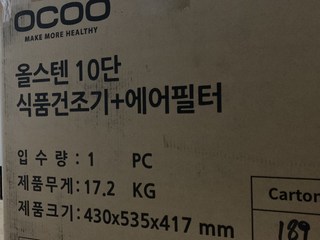 OCOO
MAKE MORE HEALTHY
올스텐 10단
식품건조기+에어필터
입 수 량 : 1 PC
제품무게 : 17.2 KG
제품크기 : 430x535x417 mm
Carton
189